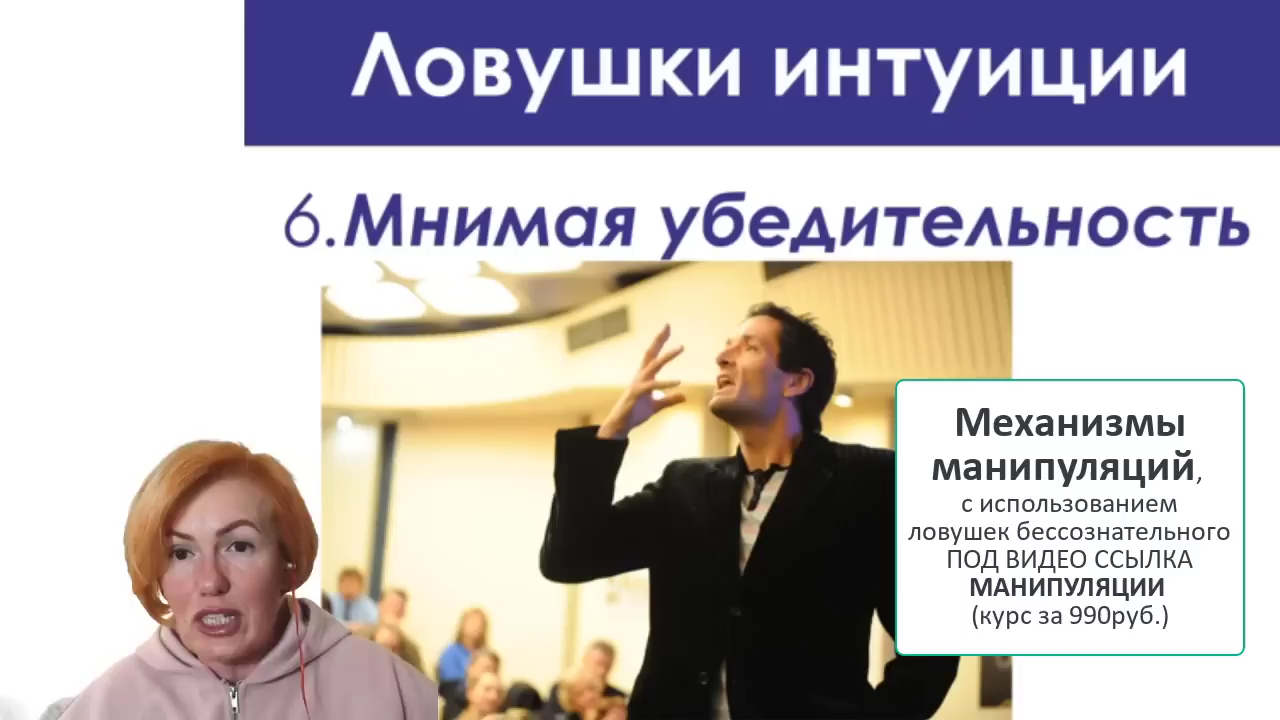 Ловушки интуиции
6.Мнимая убедительность
Механизмы
манипуляций,
с использованием
ловушек бессознательного
ПОД ВИДЕО ССЫЛКА
МАНИПУЛЯЦИИ
(курс за 990руб.)